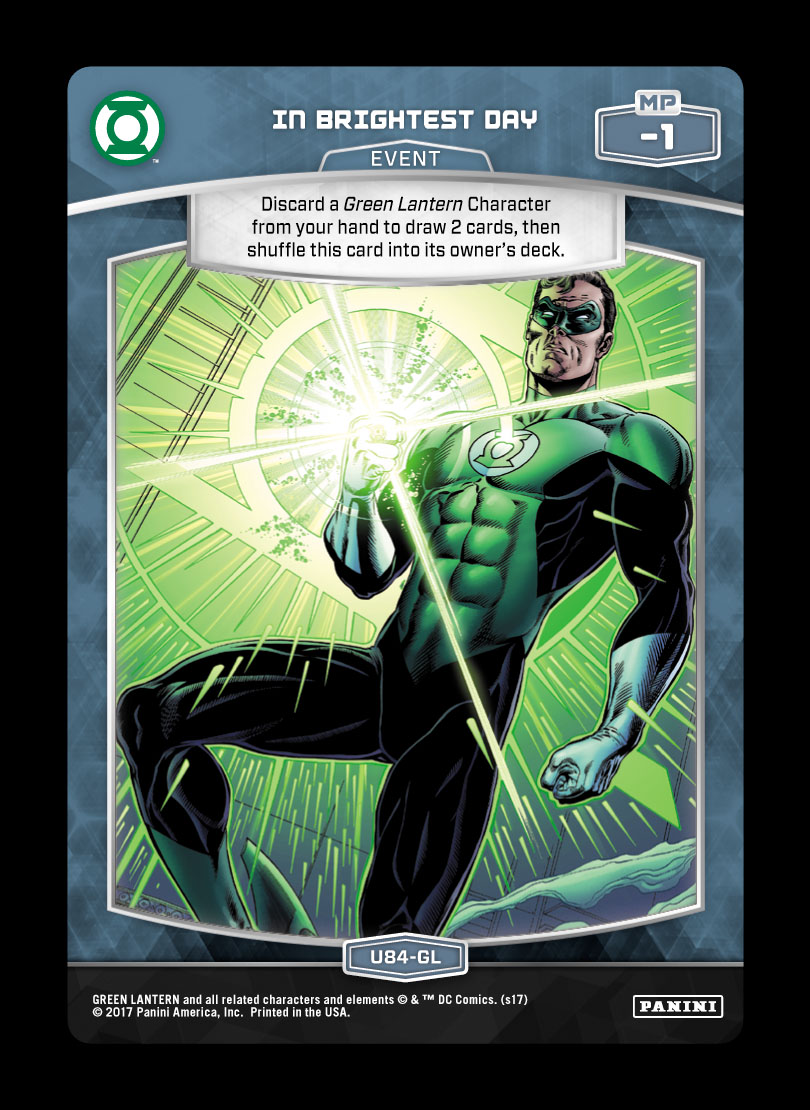 IN BRIGHTEST DAY
MP
-1
EVENT
™
Discard a Green Lantern Character
from your hand to draw 2 cards, then
shuffle this card into its owner's deck.
U84-GL
GREEN LANTERN and all related characters and elements © & ™ DC Comics. (s17)
© 2017 Panini America, Inc. Printed in the USA.
PANINI